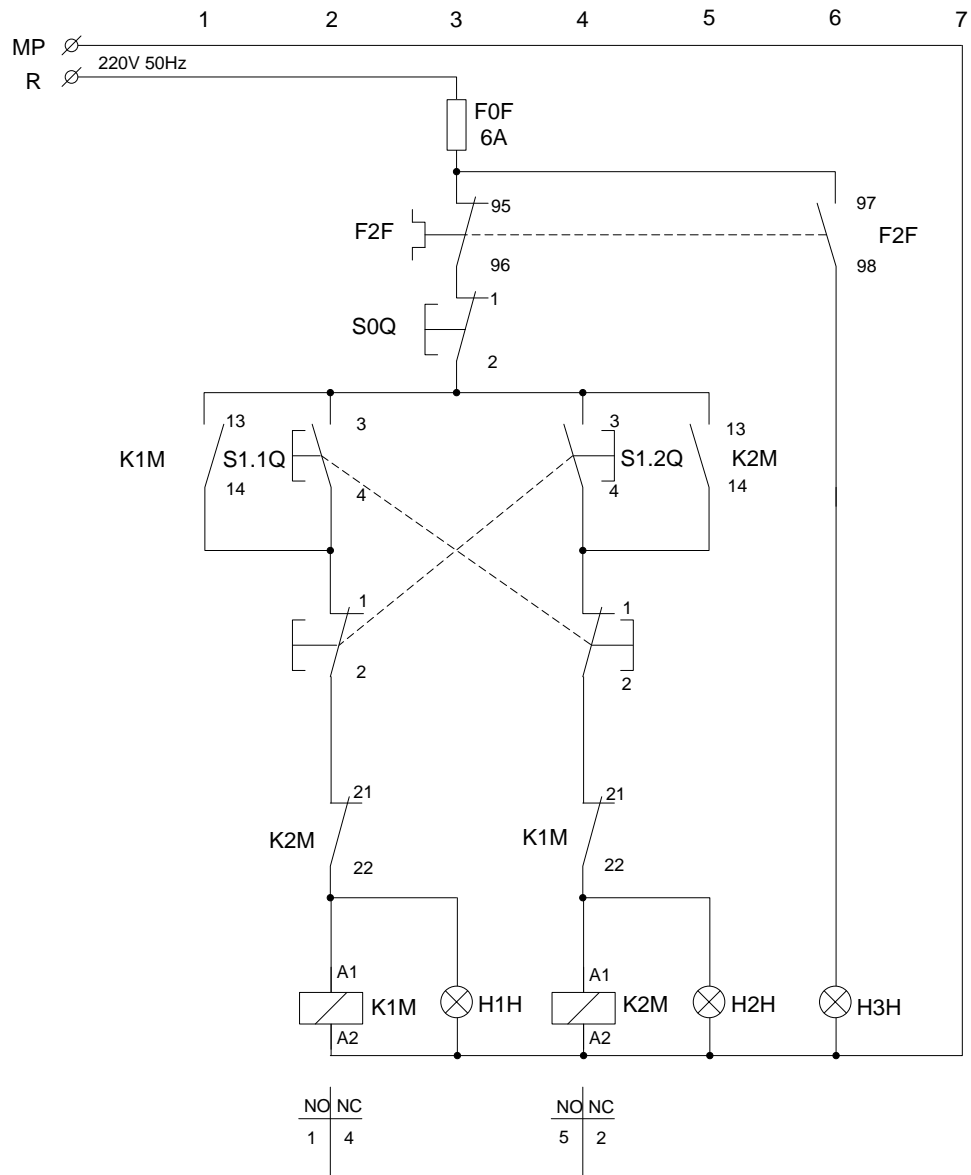 1 2 3 4 5 6 7
MP
220V 50Hz
R
F0F
6A
95 97
F2F F2F
96 98
1
S0Q
2
13 3 3 13
K1M S1.1Q S1.2Q K2M
14 4 4 14
1 1
2 2
21 21
K2M K1M
22 22
A1 A1
K1M H1H K2M H2H H3H
A2 A2
NO NC NO NC
1 4 5 2